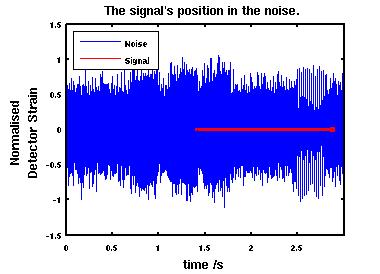 The signal's position in the noise.
1.5
Noise
Signal
1
0.5
0
-0.5
-1
-1.5
Normalised
Detector Strain
0 0.5 1 1.5 2 2.5
time /s